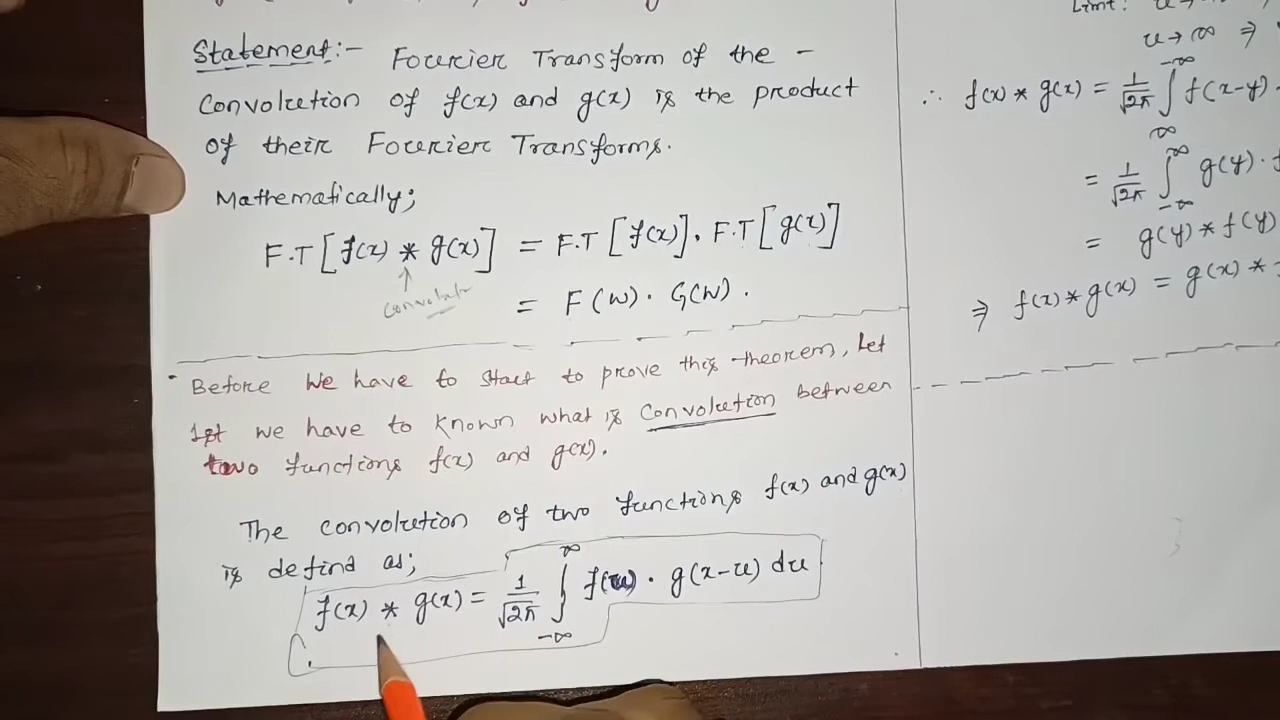 Statement:- Fourier Transform of the -
Convolution of f(x) and g(x) is the product
of their Fourier Transforms.
Mathematically;
F.T [f(x) * g(x)] = F.T [f(x)] . F.T [g(x)]
↑
= F(w) . G(w) .
Before We have to start to prove this theorem, Let
1st we have to known what is Convolution between
two functions f(x) and g(x).
The convolution of two functions f(x) and g(x)
is defind as;
f(x) * g(x) = 1/√2π ∫_{-∞}^{∞} f(u) . g(x-u) du
Limt:
u → ∞ ⇒
∴ f(x) * g(x) = 1/√2π ∫_{∞}^{-∞} f(x-y) .
= 1/√2π ∫_{-∞}^{∞} g(y) .
= g(y) * f(y)
⇒ f(x) * g(x) = g(x) *